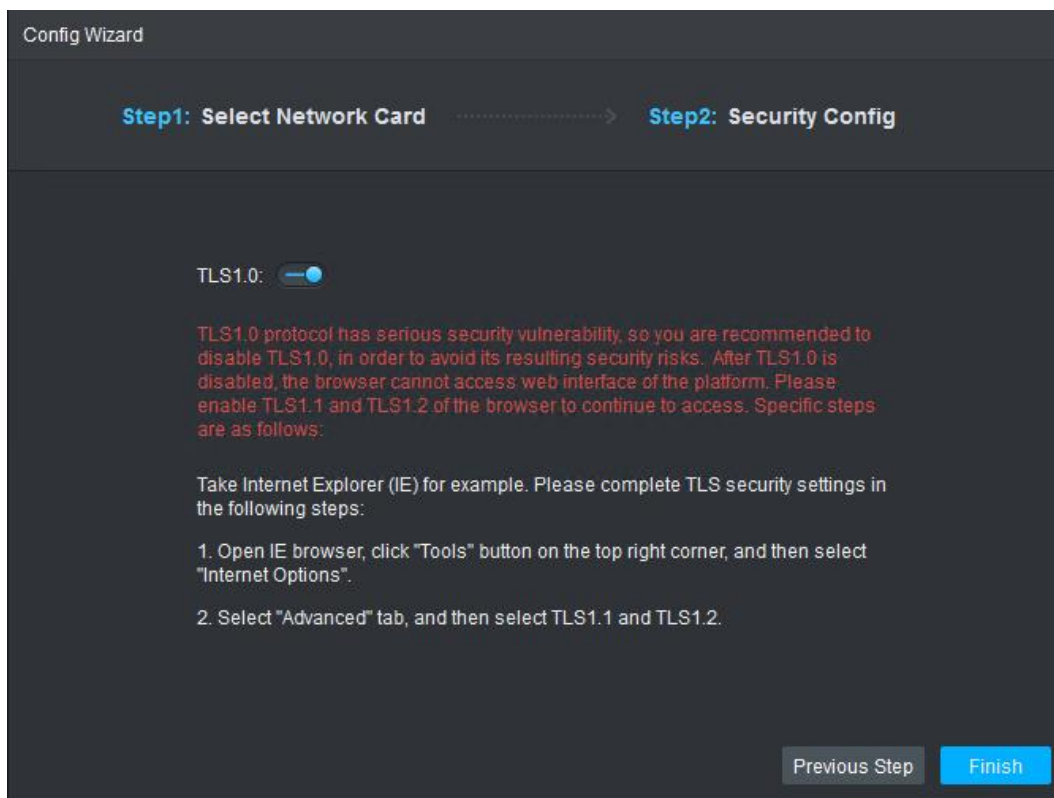 Config Wizard
Step1: Select Network Card Step2: Security Config
TLS1.0:
TLS1.0 protocol has serious security vulnerability, so you are recommended to
disable TLS1.0, in order to avoid its resulting security risks. After TLS1.0 is
disabled, the browser cannot access web interface of the platform. Please
enable TLS1.1 and TLS1.2 of the browser to continue to access. Specific steps
are as follows:
Take Internet Explorer (IE) for example. Please complete TLS security settings in
the following steps:
1. Open IE browser, click "Tools" button on the top right corner, and then select
"Internet Options".
2. Select "Advanced" tab, and then select TLS1.1 and TLS1.2.
Previous Step Finish